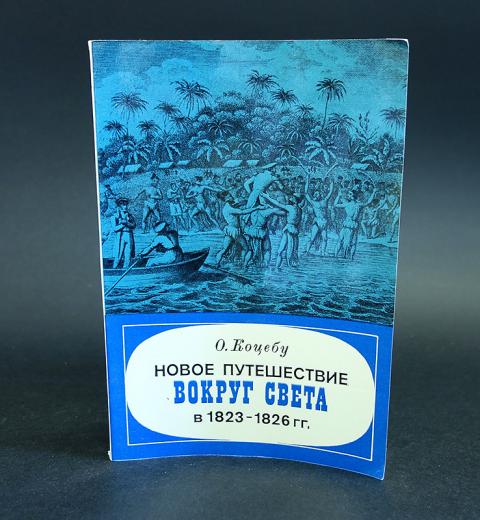 О. Коцебу
НОВОЕ ПУТЕШЕСТВИЕ
ВОКРУГ СВЕТА
в 1823-1826 гг.